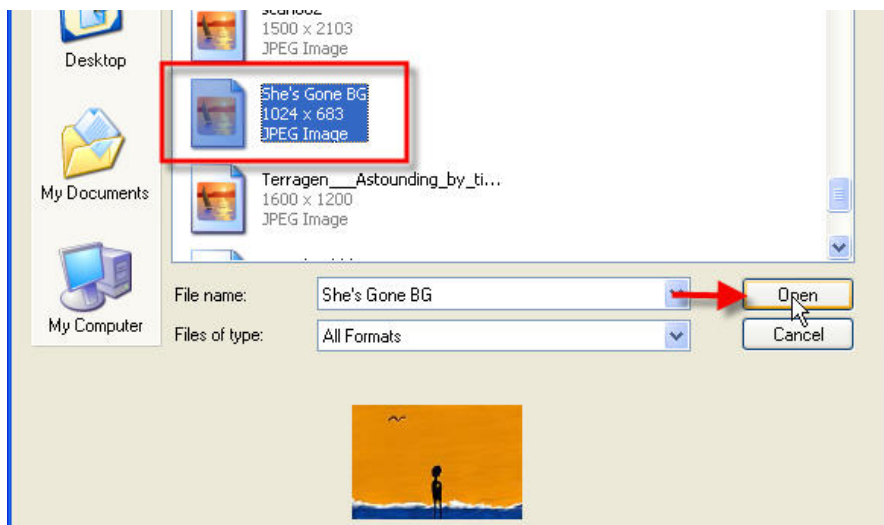 Desktop
My Documents
My Computer
1500 x 2103
JPEG Image
She's Gone BG
1024 x 683
JPEG Image
Terragen___Astounding_by_ti...
1600 x 1200
JPEG Image
File name:
She's Gone BG
Open
Files of type:
All Formats
Cancel